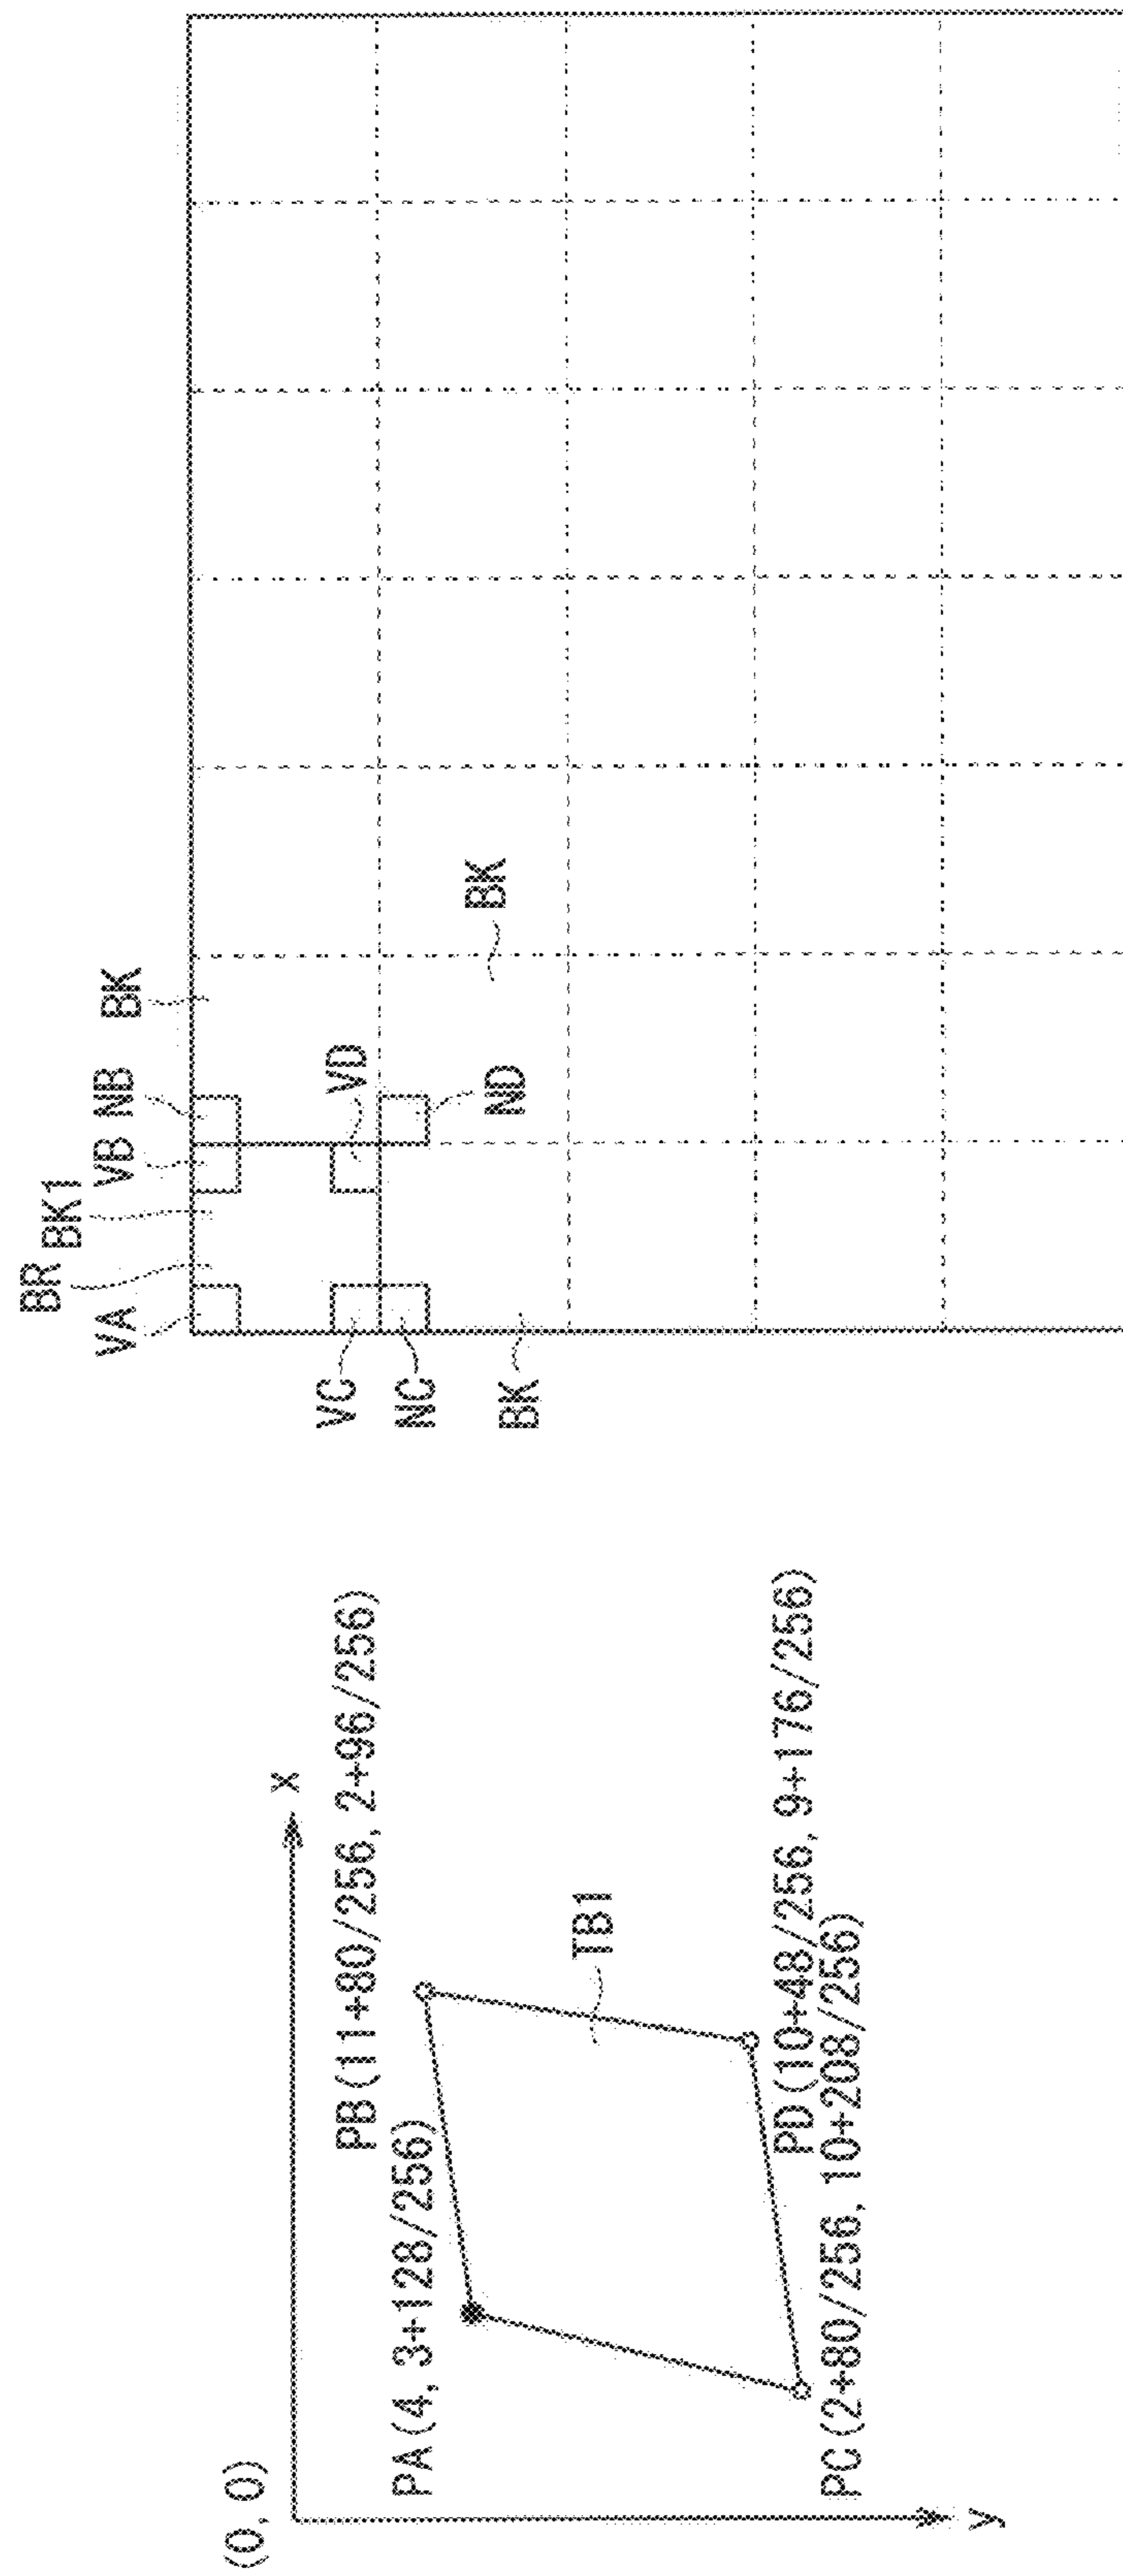 (0, 0)
x
y
PA(4, 3+128/256)
PB(11+80/256, 2+96/256)
TB1
PD(10+48/256, 9+176/256)
PC(2+80/256, 10+208/256)
BR
BK1
VA
VB
NB
BK
VC
NC
BK
VD
ND
BK